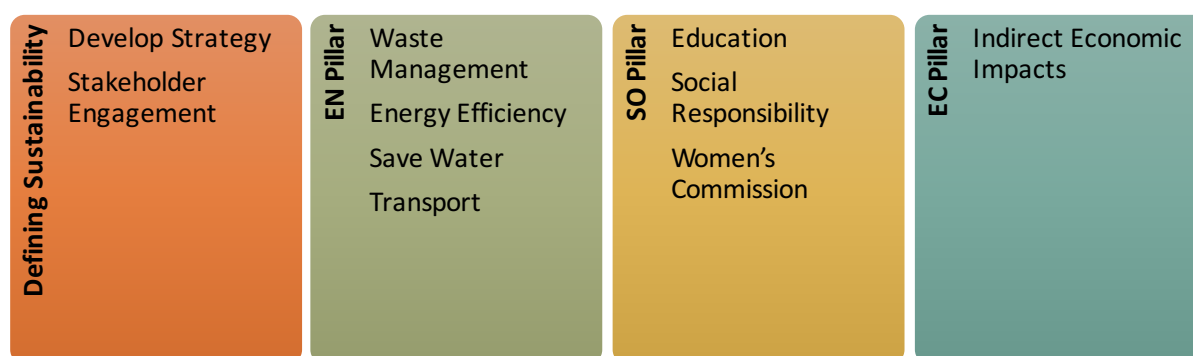 Defining Sustainability
Develop Strategy
Stakeholder
Engagement
EN Pillar
Waste
Management
Energy Efficiency
Save Water
Transport
SO Pillar
Education
Social
Responsibility
Women’s
Commission
EC Pillar
Indirect Economic
Impacts